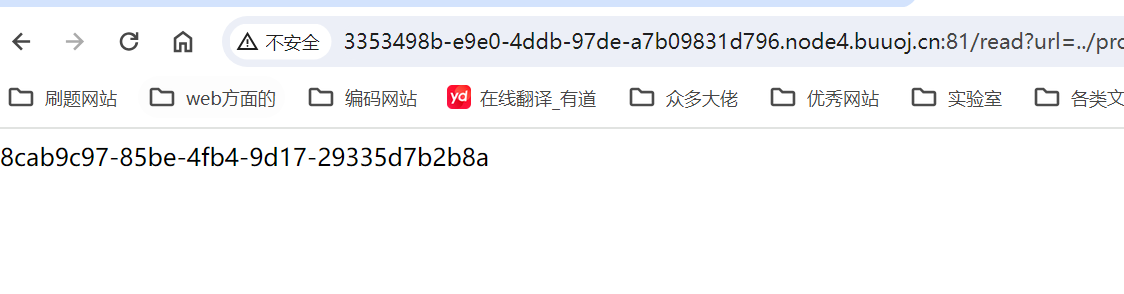 不安全 3353498b-e9e0-4ddb-97de-a7b09831d796.node4.buuoj.cn:81/read?url=../pro
刷题网站 web方面的 编码网站 yd 在线翻译_有道 众多大佬 优秀网站 实验室 各类文
8cab9c97-85be-4fb4-9d17-29335d7b2b8a